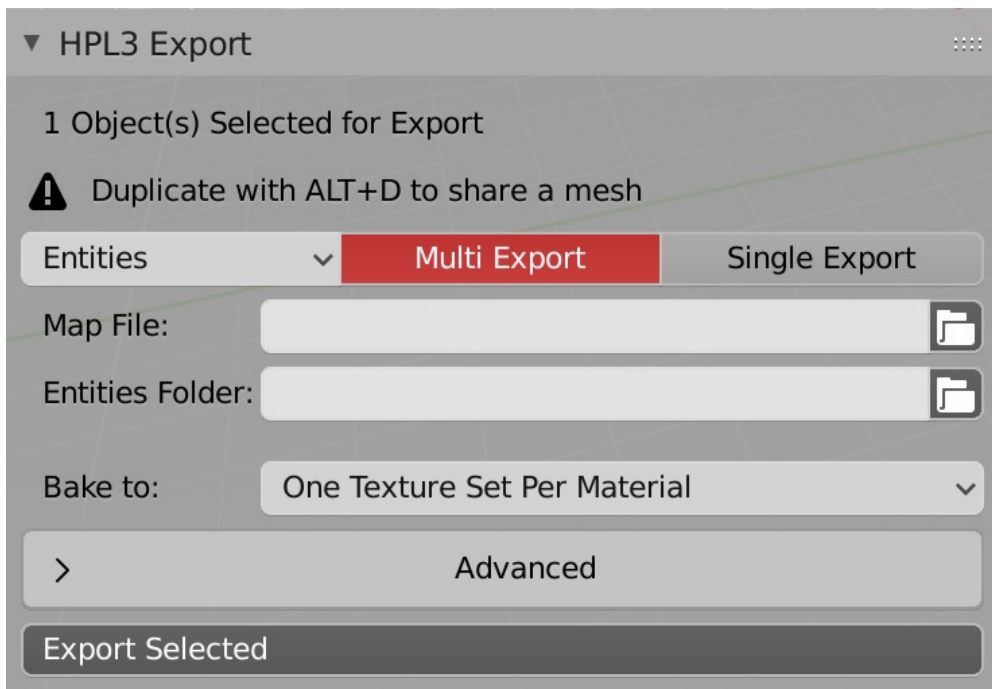 HPL3 Export
1 Object(s) Selected for Export
Duplicate with ALT+D to share a mesh
Entities Multi Export Single Export
Map File:
Entities Folder:
Bake to: One Texture Set Per Material
Advanced
Export Selected